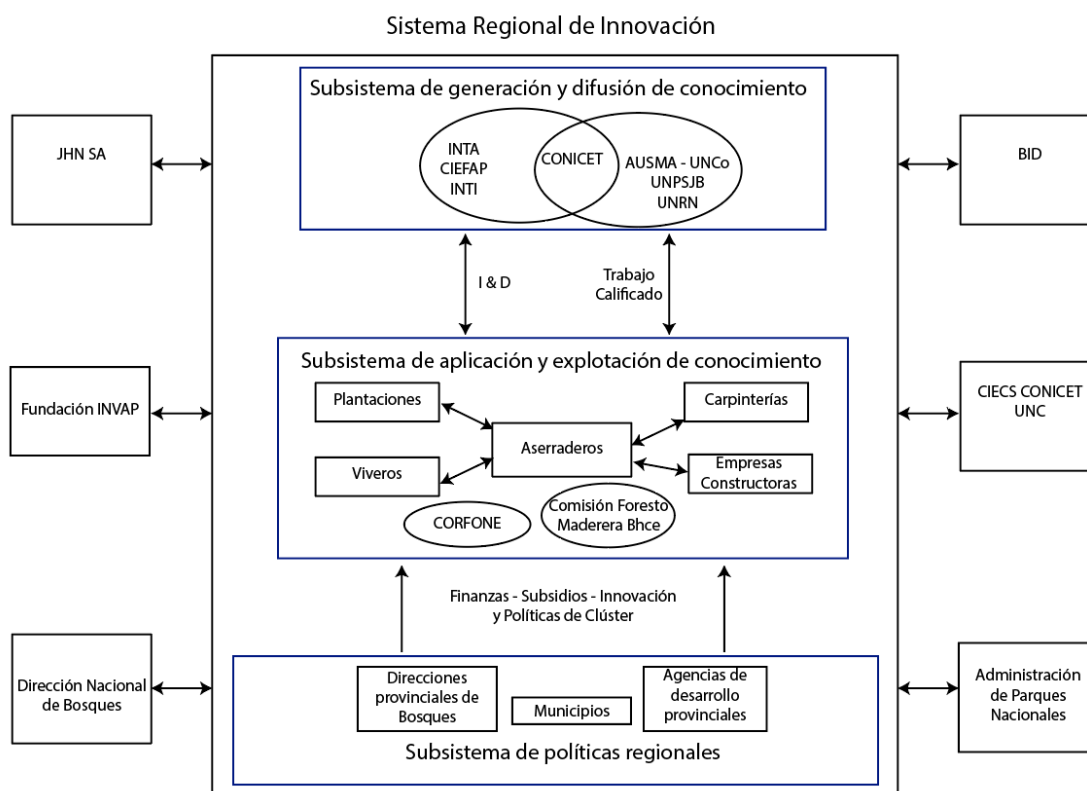 Sistema Regional de Innovación
Subsistema de generación y difusión de conocimiento
INTA
CIEFAP
INTI
CONICET
AUSMA - UNCo
UNPSJB
UNRN
JHN SA
BID
I & D
Trabajo
Calificado
Subsistema de aplicación y explotación de conocimiento
Plantaciones
Carpinterías
Aserraderos
Viveros
Empresas
Constructoras
CORFONE
Comisión Foresto
Maderera Bhce
Fundación INVAP
CIECS CONICET
UNC
Finanzas - Subsidios - Innovación
y Políticas de Clúster
Direcciones
provinciales de
Bosques
Municipios
Agencias de
desarrollo
provinciales
Subsistema de políticas regionales
Dirección Nacional
de Bosques
Administración
de Parques
Nacionales